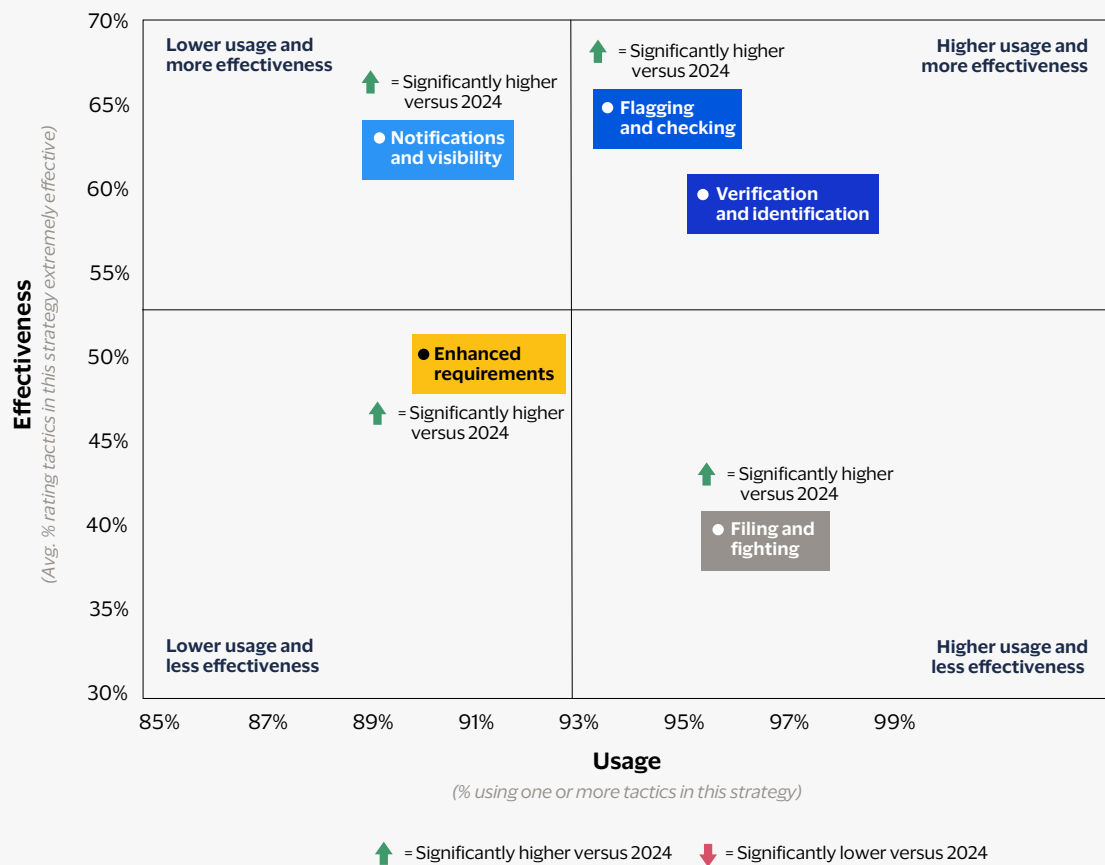 70%
Lower usage and
more effectiveness
= Significantly higher
versus 2024
= Significantly higher
versus 2024
Higher usage and
more effectiveness
65%
Notifications
and visibility
Flagging
and checking
60%
Verification
and identification
55%
Effectiveness
(Avg. % rating tactics in this strategy extremely effective)
50%
Enhanced
requirements
= Significantly higher
versus 2024
45%
= Significantly higher
versus 2024
40%
Filing and
fighting
35%
Lower usage and
less effectiveness
Higher usage and
less effectiveness
30%
85% 87% 89% 91% 93% 95% 97% 99%
Usage
(% using one or more tactics in this strategy)
= Significantly higher versus 2024 = Significantly lower versus 2024